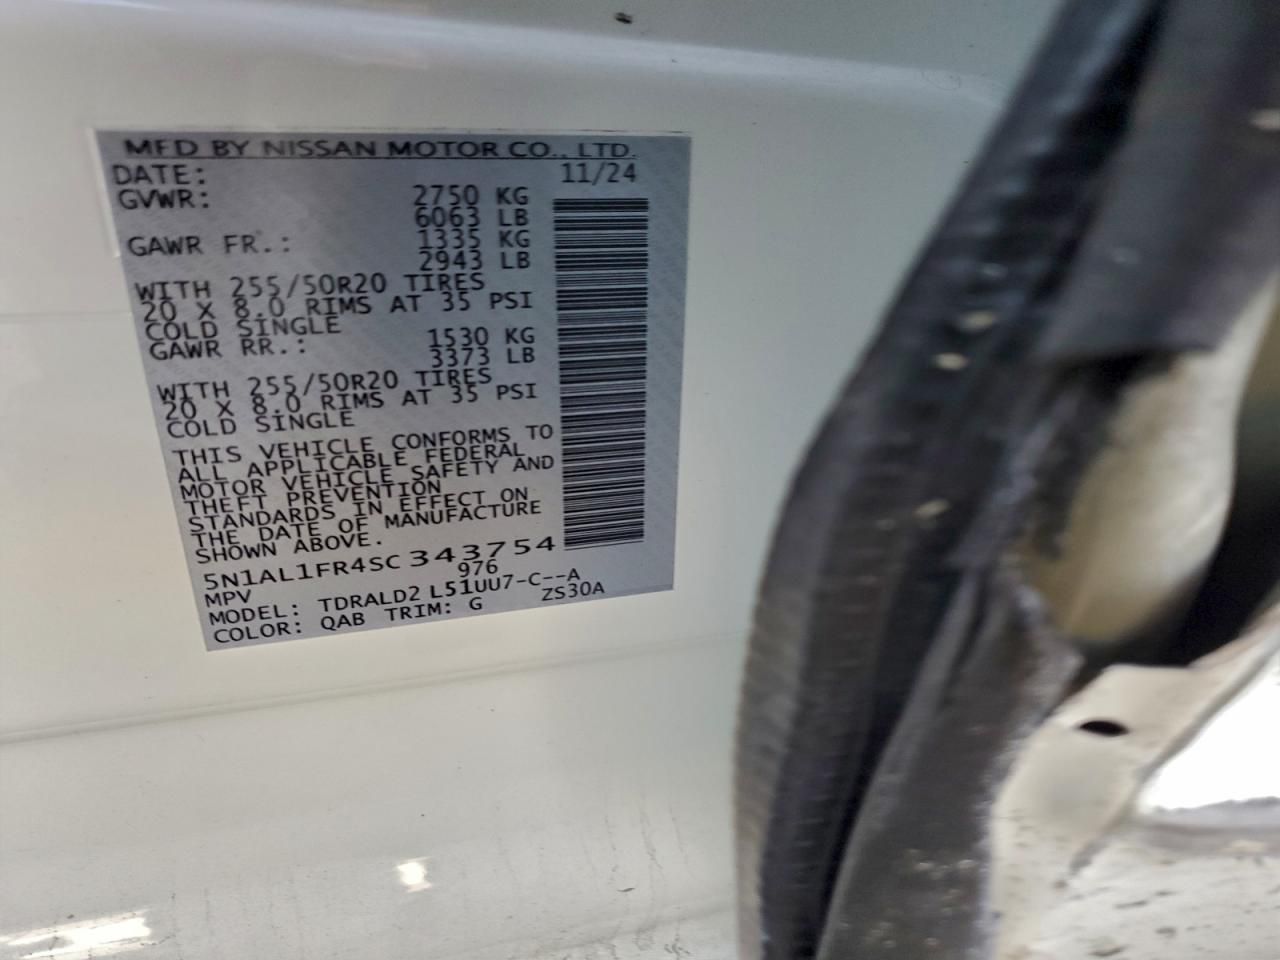 MFD BY NISSAN MOTOR CO., LTD.
DATE: 11/24
GVWR: 2750 KG
6063 LB
GAWR FR.: 1335 KG
2943 LB
WITH 255/50R20 TIRES
20 X 8.0 RIMS AT 35 PSI
COLD SINGLE
GAWR RR.: 1530 KG
3373 LB
WITH 255/50R20 TIRES
20 X 8.0 RIMS AT 35 PSI
COLD SINGLE
THIS VEHICLE CONFORMS TO
ALL APPLICABLE FEDERAL
MOTOR VEHICLE SAFETY AND
THEFT PREVENTION
STANDARDS IN EFFECT ON
THE DATE OF MANUFACTURE
SHOWN ABOVE.
5N1AL1FR4SC343754
MPV 976
MODEL: TDRALD2 L51UU7-C--A
COLOR: QAB TRIM: G ZS30A